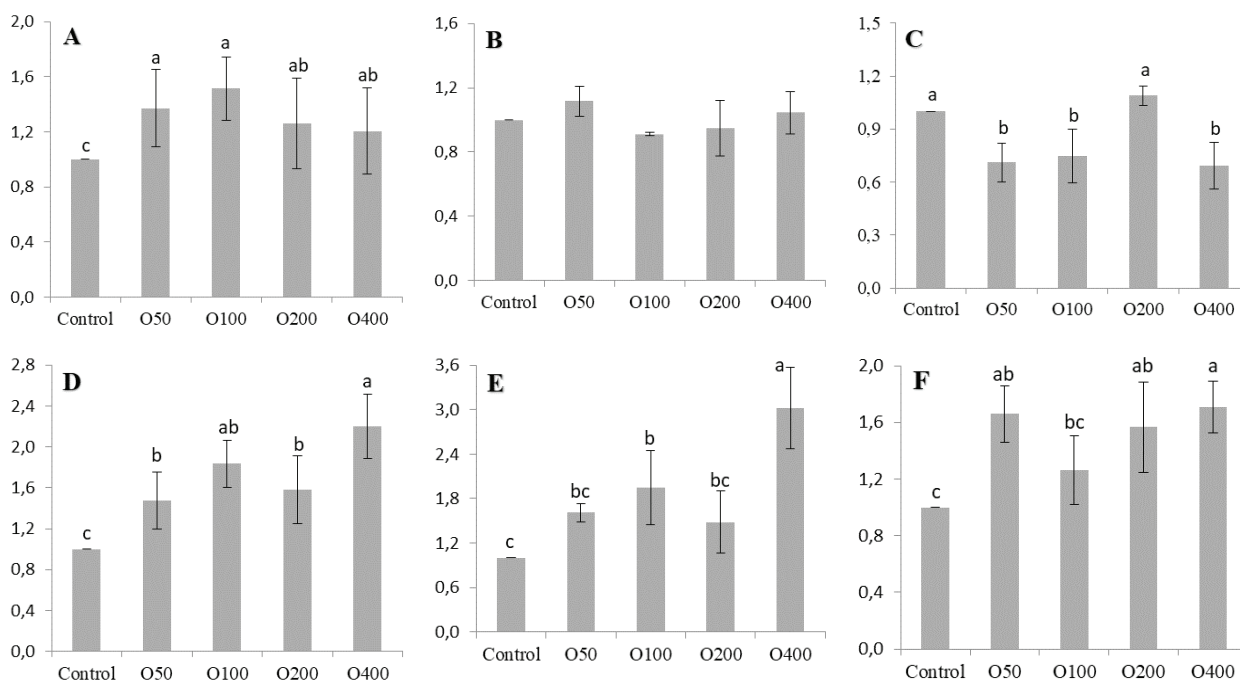 A
2,0
1,6
1,2
0,8
0,4
0,0
c a a ab ab
Control O50 O100 O200 O400
B
1,6
1,2
0,8
0,4
0,0
Control O50 O100 O200 O400
C
1,5
1,2
0,9
0,6
0,3
0,0
a b b a b
Control O50 O100 O200 O400
D
2,8
2,4
2,0
1,6
1,2
0,8
0,4
0,0
c b ab b a
Control O50 O100 O200 O400
E
3,6
3,0
2,4
1,8
1,2
0,6
0,0
c bc b bc a
Control O50 O100 O200 O400
F
2,0
1,6
1,2
0,8
0,4
0,0
c ab bc ab a
Control O50 O100 O200 O400